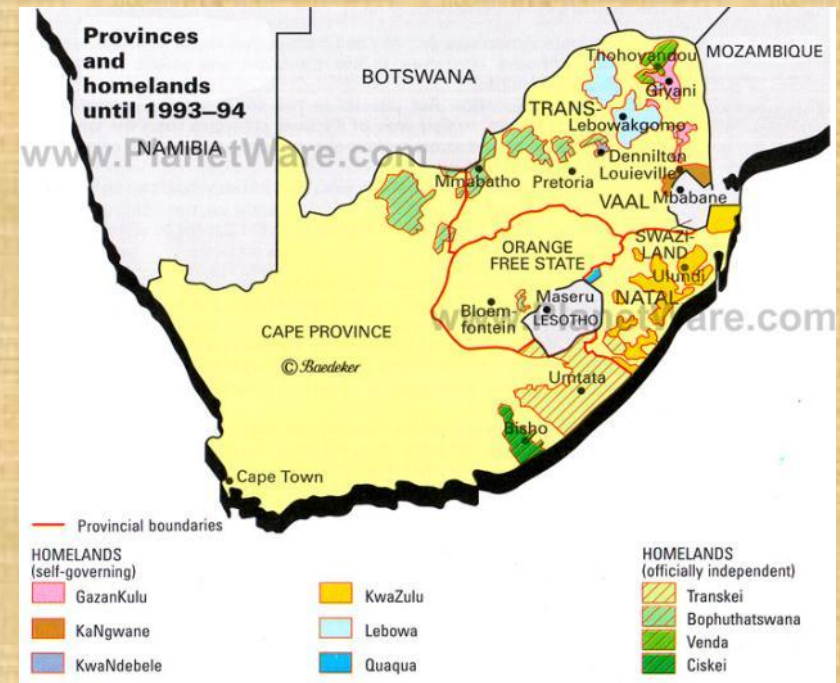 Provinces
and
homelands
until 1993–94
BOTSWANA
MOZAMBIQUE
NAMIBIA
www.PlanetWare.com
Thohoyandou
Giyani
TRANS-
Lebowakgomo
Dennilton
Louieville
Mmabatho
Pretoria
VAAL
Mbabane
SWAZI-
LAND
ORANGE
FREE STATE
Ulundi
Maseru
NATAL
Bloem-
fontein
LESOTHO
www.PlanetWare.com
CAPE PROVINCE
© Baedeker
Umtata
Bisho
Cape Town
Provincial boundaries
HOMELANDS
(self-governing)
GazanKulu
KaNgwane
KwaNdebele
KwaZulu
Lebowa
Quaqua
HOMELANDS
(officially independent)
Transkei
Bophuthatswana
Venda
Ciskei